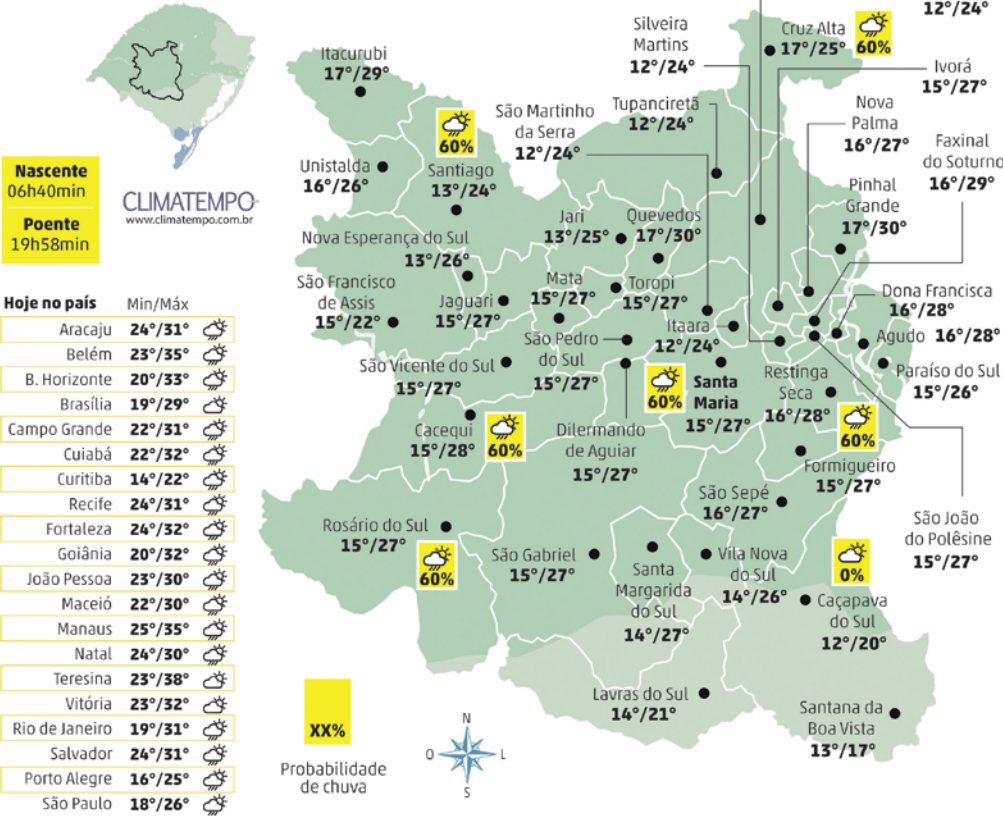 12°/24°
Silveira
Martins
12°/24°
Cruz Alta
17°/25°
60%
Itacurubi
17°/29°
Ivorá
15°/27°
São Martinho
da Serra
12°/24°
Tupanciretã
12°/24°
Nova
Palma
16°/27°
Faxinal
do Soturno
16°/29°
60%
Unistalda
16°/26°
Santiago
13°/24°
Pinhal
Grande
17°/30°
Nascente
06h40min
Poente
19h58min
CLIMATEMPO
www.climatempo.com.br
Jari
13°/25°
Quevedos
17°/30°
Nova Esperança do Sul
13°/26°
São Francisco
de Assis
15°/22°
Jaguari
15°/27°
Mata
15°/27°
Toropi
15°/27°
Dona Francisca
16°/28°
Itaara
12°/24°
Agudo 16°/28°
São Pedro
do Sul
15°/27°
São Vicente do Sul
15°/27°
60%
Santa
Maria
15°/27°
Restinga
Seca
16°/28°
Paraíso do Sul
15°/26°
Cacequi
15°/28°
60%
Dilermando
de Aguiar
15°/27°
60%
Formigueiro
15°/27°
São Sepé
16°/27°
São João
do Polêsine
15°/27°
Rosário do Sul
15°/27°
60%
São Gabriel
15°/27°
Santa
Margarida
do Sul
14°/27°
Vila Nova
do Sul
14°/26°
0%
Caçapava
do Sul
12°/20°
Lavras do Sul
14°/21°
Santana da
Boa Vista
13°/17°
Hoje no país Min/Máx
Aracaju 24°/31°
Belém 23°/35°
B. Horizonte 20°/33°
Brasília 19°/29°
Campo Grande 22°/31°
Cuiabá 22°/32°
Curitiba 14°/22°
Recife 24°/31°
Fortaleza 24°/32°
Goiânia 20°/32°
João Pessoa 23°/30°
Maceió 22°/30°
Manaus 25°/35°
Natal 24°/30°
Teresina 23°/38°
Vitória 23°/32°
Rio de Janeiro 19°/31°
Salvador 24°/31°
Porto Alegre 16°/25°
São Paulo 18°/26°
XX%
Probabilidade
de chuva
N
O L
S